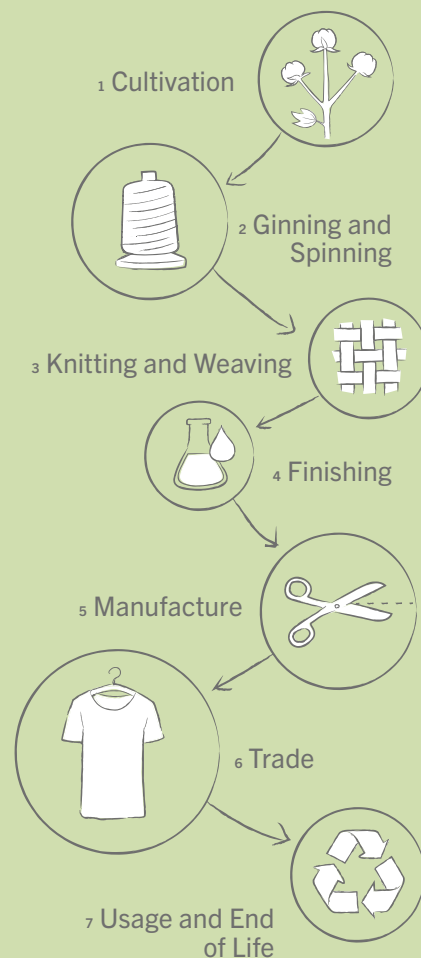 1 Cultivation
2 Ginning and
Spinning
3 Knitting and Weaving
4 Finishing
5 Manufacture
6 Trade
7 Usage and End
of Life